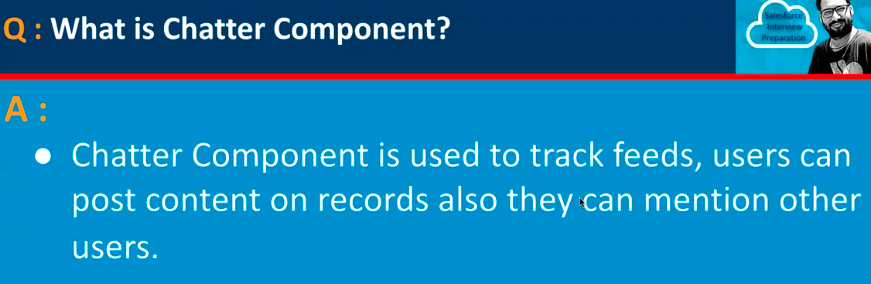 Q : What is Chatter Component?
Salesforce
Interview
Preparation
A :
● Chatter Component is used to track feeds, users can
post content on records also they can mention other
users.